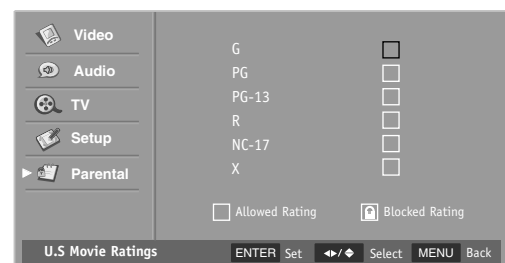 Video
Audio
TV
Setup
Parental
G
PG
PG-13
R
NC-17
X
Allowed Rating Blocked Rating
U.S Movie Ratings ENTER Set Select MENU Back